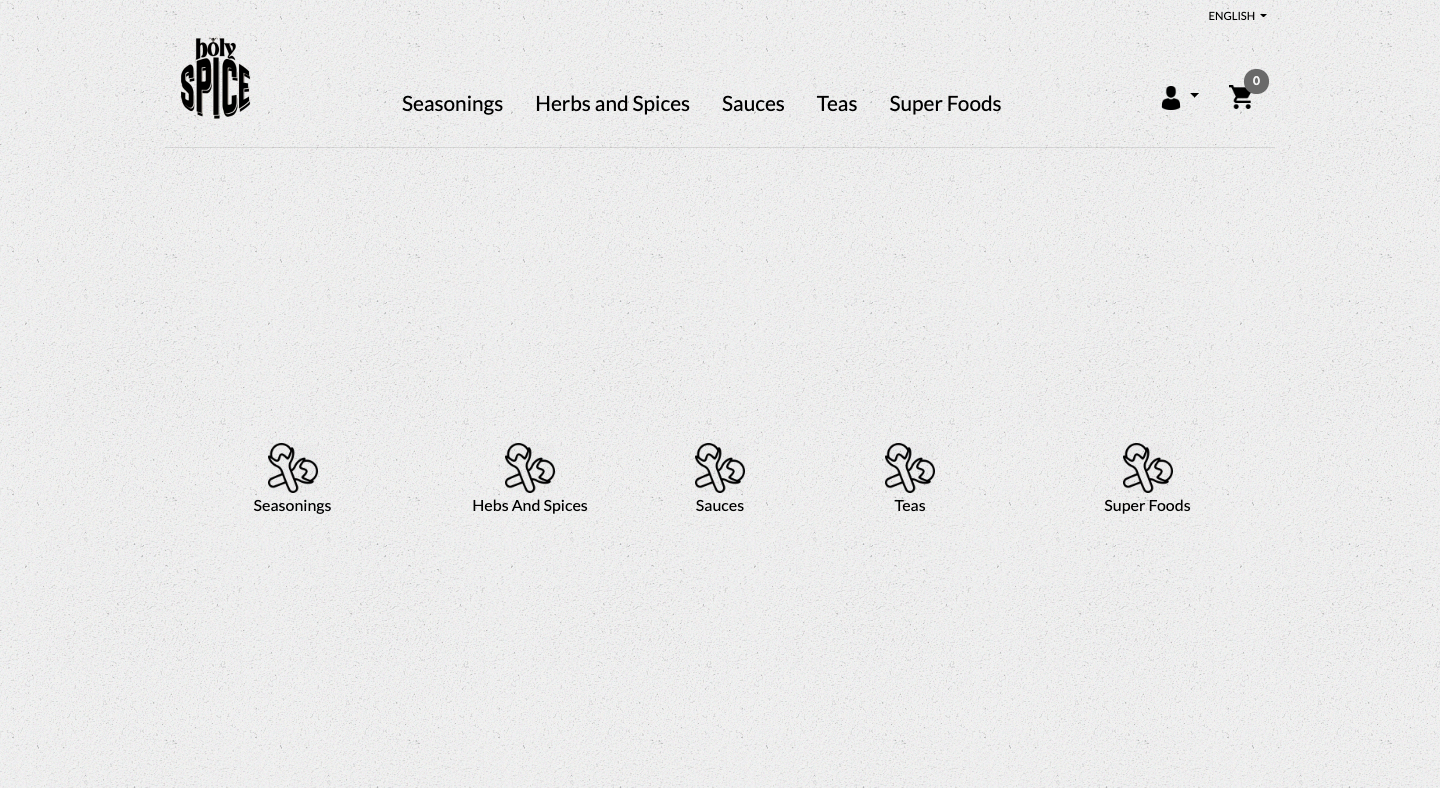 ENGLISH
holy
SPICE
Seasonings Herbs and Spices Sauces Teas Super Foods
0
Seasonings Hebs And Spices Sauces Teas Super Foods